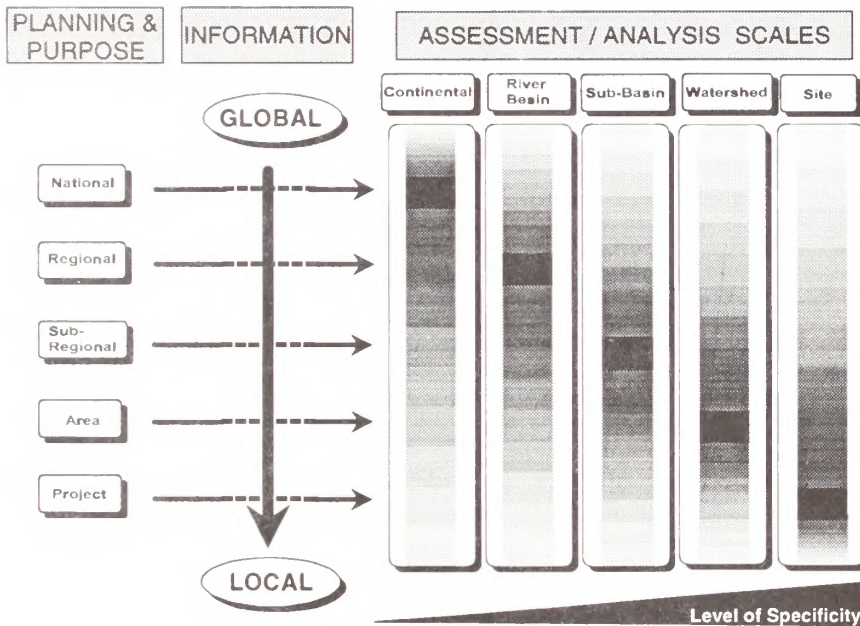 PLANNING &
PURPOSE
INFORMATION
ASSESSMENT / ANALYSIS SCALES
Continental
River
Besin
Sub-Basin
Watershed
Site
GLOBAL
National
Regional
Sub-
Regional
Area
Project
LOCAL
Level of Specificity